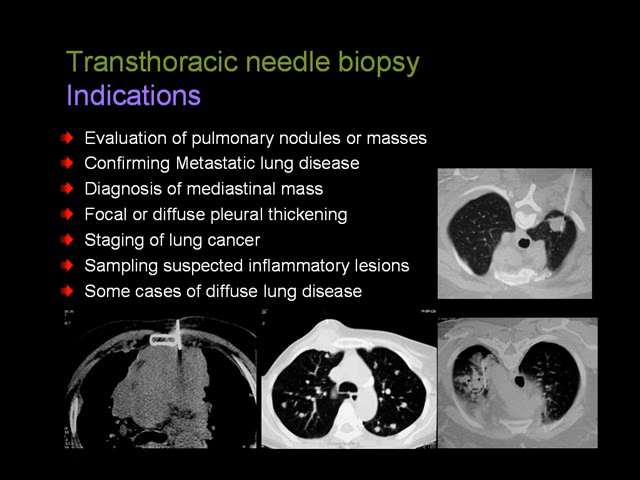 Transthoracic needle biopsy
Indications
Evaluation of pulmonary nodules or masses
Confirming Metastatic lung disease
Diagnosis of mediastinal mass
Focal or diffuse pleural thickening
Staging of lung cancer
Sampling suspected inflammatory lesions
Some cases of diffuse lung disease